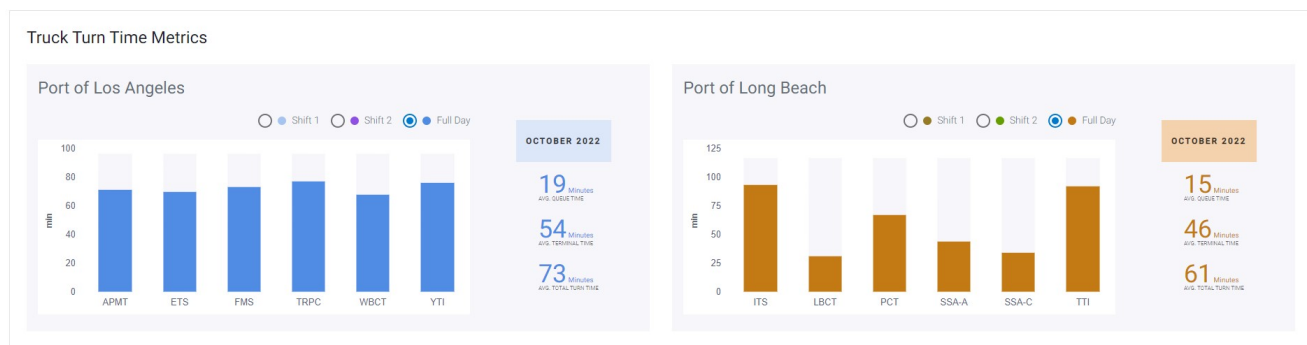 Truck Turn Time Metrics
Port of Los Angeles
Shift 1 Shift 2 Full Day
100
80
60
40
20
0
min
APMT ETS FMS TRPC WBCT YTI
OCTOBER 2022
19 Minutes
AVG. QUEUE TIME
54 Minutes
AVG. TERMINAL TIME
73 Minutes
AVG. TOTAL TURN TIME
Port of Long Beach
Shift 1 Shift 2 Full Day
125
100
75
50
25
0
min
ITS LBCT PCT SSA-A SSA-C TTI
OCTOBER 2022
15 Minutes
AVG. QUEUE TIME
46 Minutes
AVG. TERMINAL TIME
61 Minutes
AVG. TOTAL TURN TIME